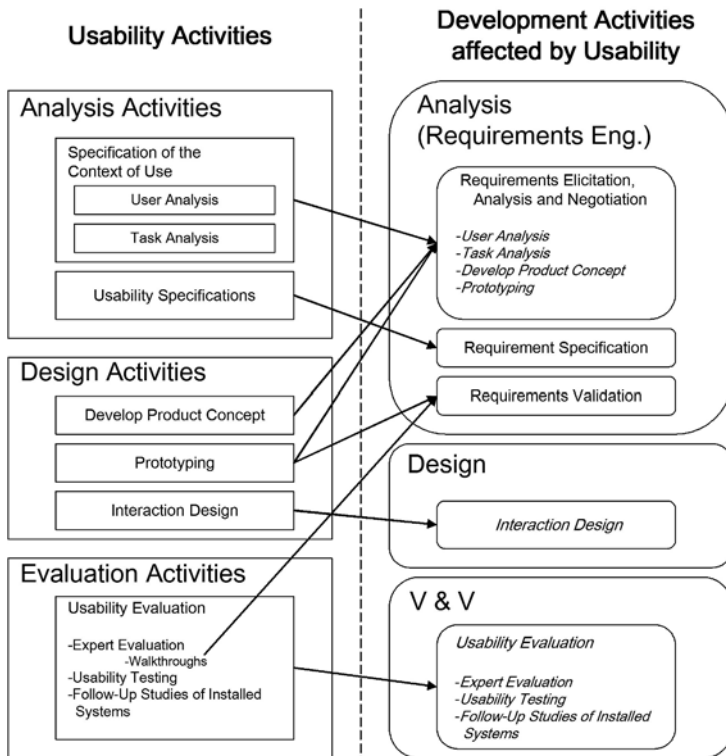 Usability Activities
Analysis Activities
Specification of the
Context of Use
User Analysis
Task Analysis
Usability Specifications
Design Activities
Develop Product Concept
Prototyping
Interaction Design
Evaluation Activities
Usability Evaluation
-Expert Evaluation
-Walkthroughs
-Usability Testing
-Follow-Up Studies of Installed
Systems
Development Activities
affected by Usability
Analysis
(Requirements Eng.)
Requirements Elicitation,
Analysis and Negotiation
-User Analysis
-Task Analysis
-Develop Product Concept
-Prototyping
Requirement Specification
Requirements Validation
Design
Interaction Design
V & V
Usability Evaluation
-Expert Evaluation
-Usability Testing
-Follow-Up Studies of Installed
Systems